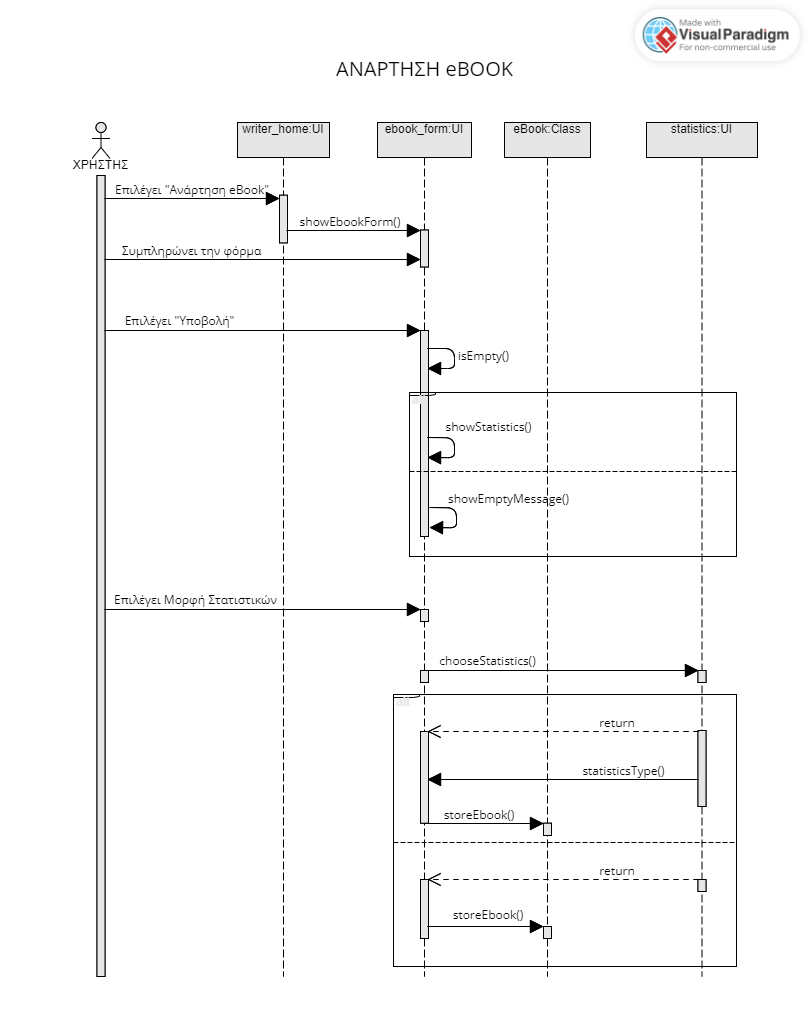 Made with
VisualParadigm
For non-commercial use
ΑΝΑΡΤΗΣΗ eBOOK
writer_home:UI
ebook_form:UI
eBook:Class
statistics:UI
ΧΡΗΣΤΗΣ
Επιλέγει "Ανάρτηση eBook"
showEbookForm()
Συμπληρώνει την φόρμα
Επιλέγει "Υποβολή"
isEmpty()
alt
showStatistics()
showEmptyMessage()
Επιλέγει Μορφή Στατιστικών
chooseStatistics()
alt
return
statisticsType()
storeEbook()
return
storeEbook()